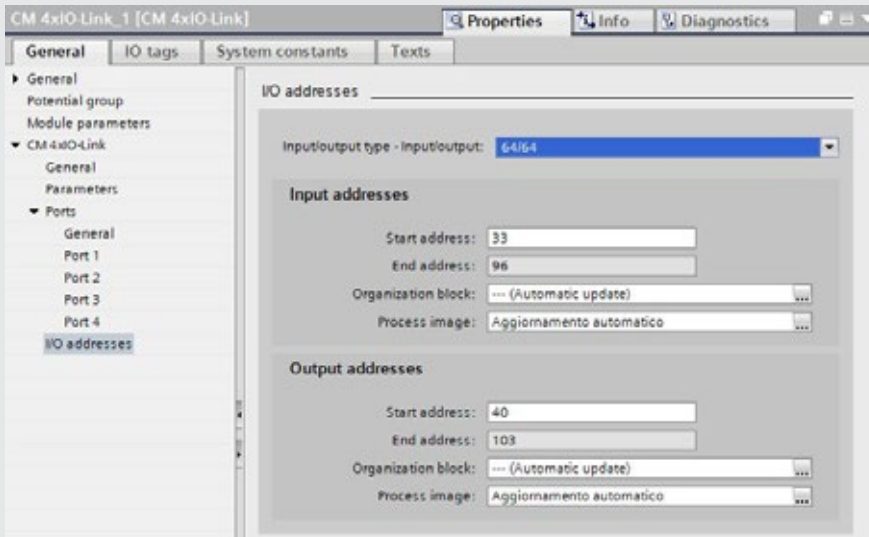 CM 4xIO-Link_1 [CM 4xIO-Link]
Properties
Info
Diagnostics
General
IO tags
System constants
Texts
General
Potential group
Module parameters
CM 4xIO-Link
General
Parameters
Ports
General
Port 1
Port 2
Port 3
Port 4
I/O addresses
I/O addresses
Input/output type - Input/output: 64/64
Input addresses
Start address: 33
End address: 96
Organization block: --- (Automatic update) ...
Process image: Aggiornamento automatico ...
Output addresses
Start address: 40
End address: 103
Organization block: --- (Automatic update) ...
Process image: Aggiornamento automatico ...